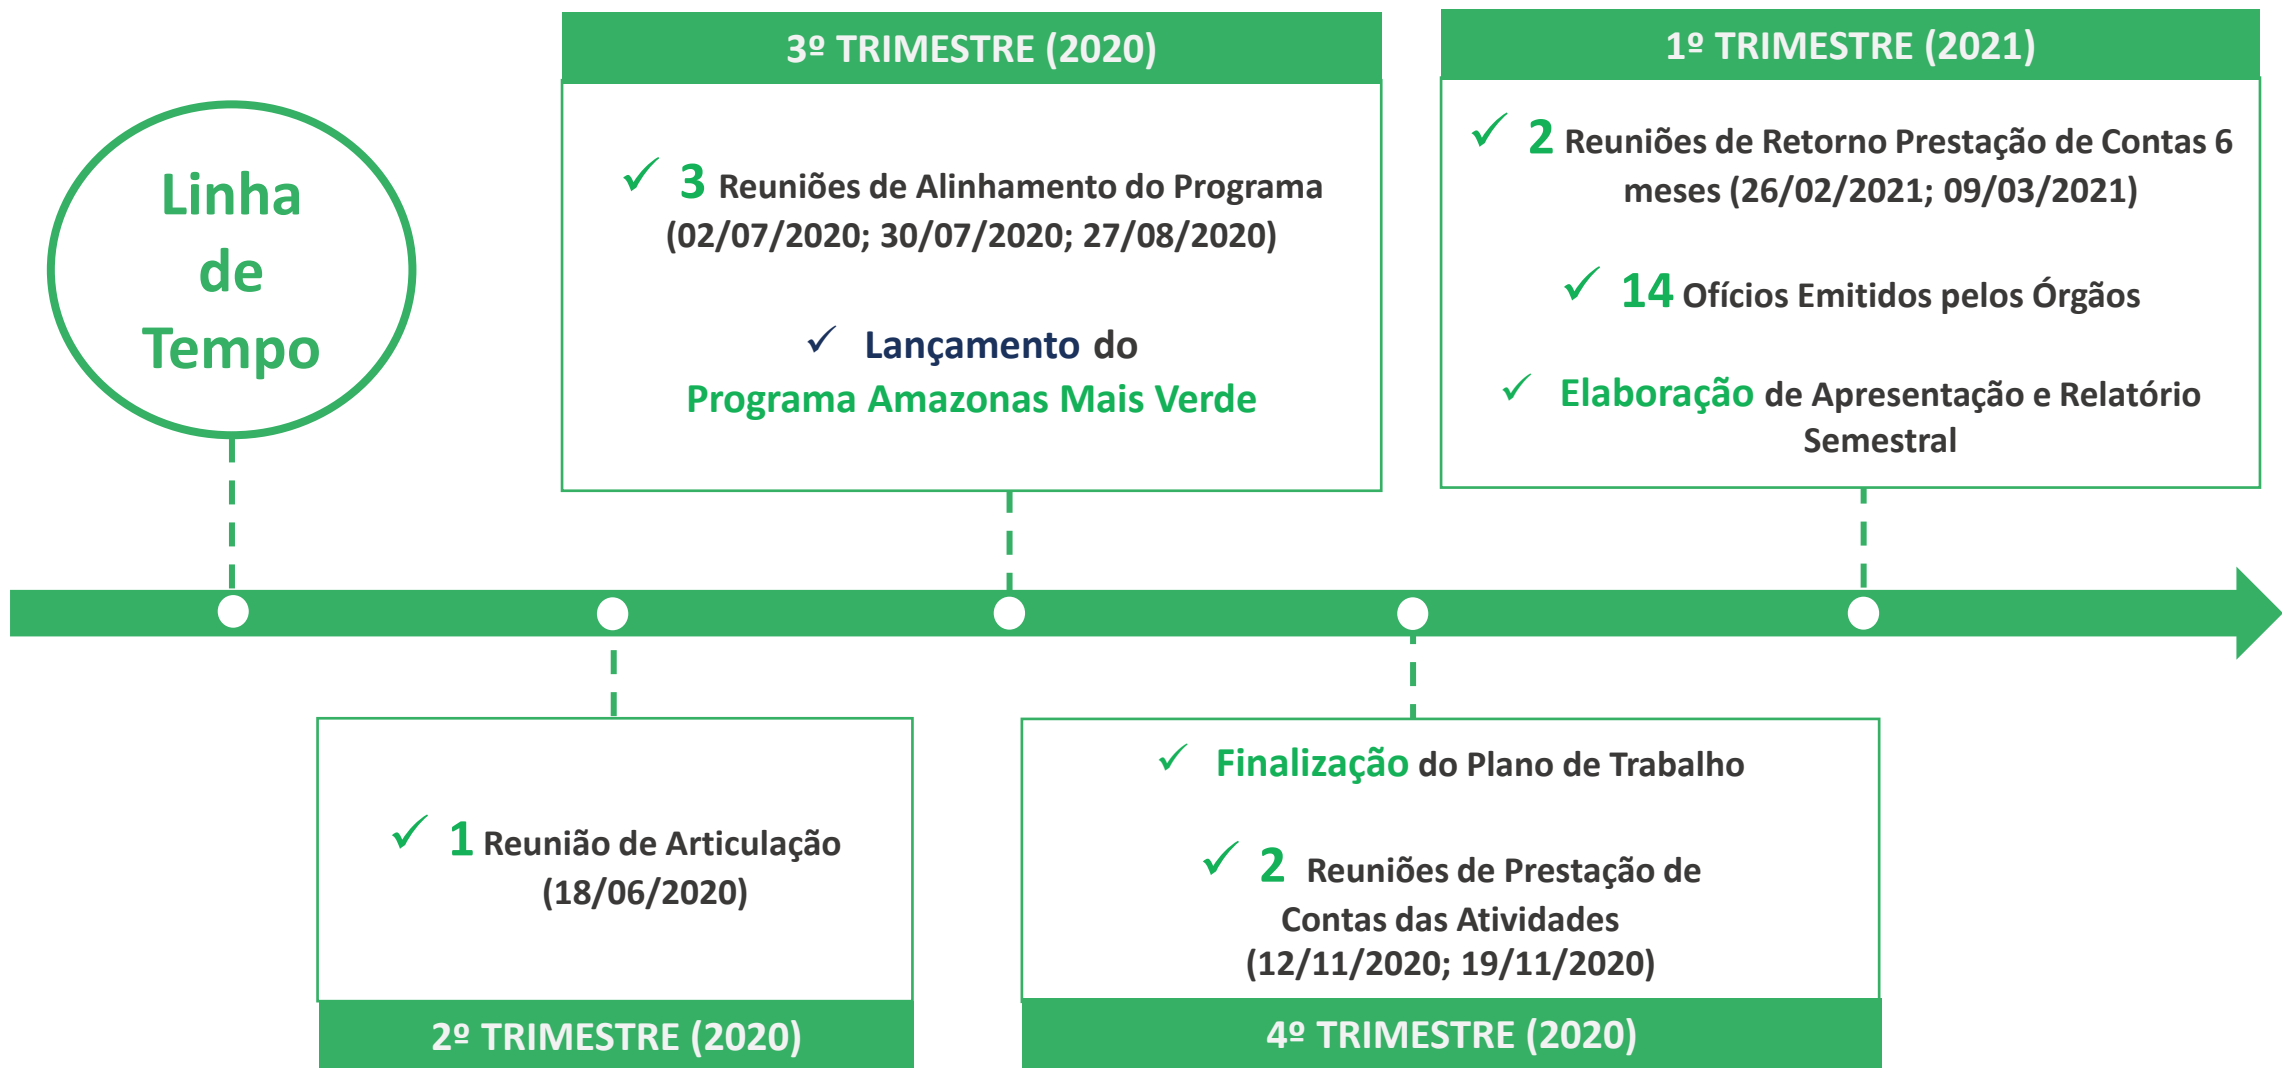 Linha
de
Tempo
3º TRIMESTRE (2020)
✓ 3 Reuniões de Alinhamento do Programa
(02/07/2020; 30/07/2020; 27/08/2020)
✓ Lançamento do
Programa Amazonas Mais Verde
1º TRIMESTRE (2021)
✓ 2 Reuniões de Retorno Prestação de Contas 6
meses (26/02/2021; 09/03/2021)
✓ 14 Ofícios Emitidos pelos Órgãos
✓ Elaboração de Apresentação e Relatório
Semestral
✓ 1 Reunião de Articulação
(18/06/2020)
2º TRIMESTRE (2020)
✓ Finalização do Plano de Trabalho
✓ 2 Reuniões de Prestação de
Contas das Atividades
(12/11/2020; 19/11/2020)
4º TRIMESTRE (2020)